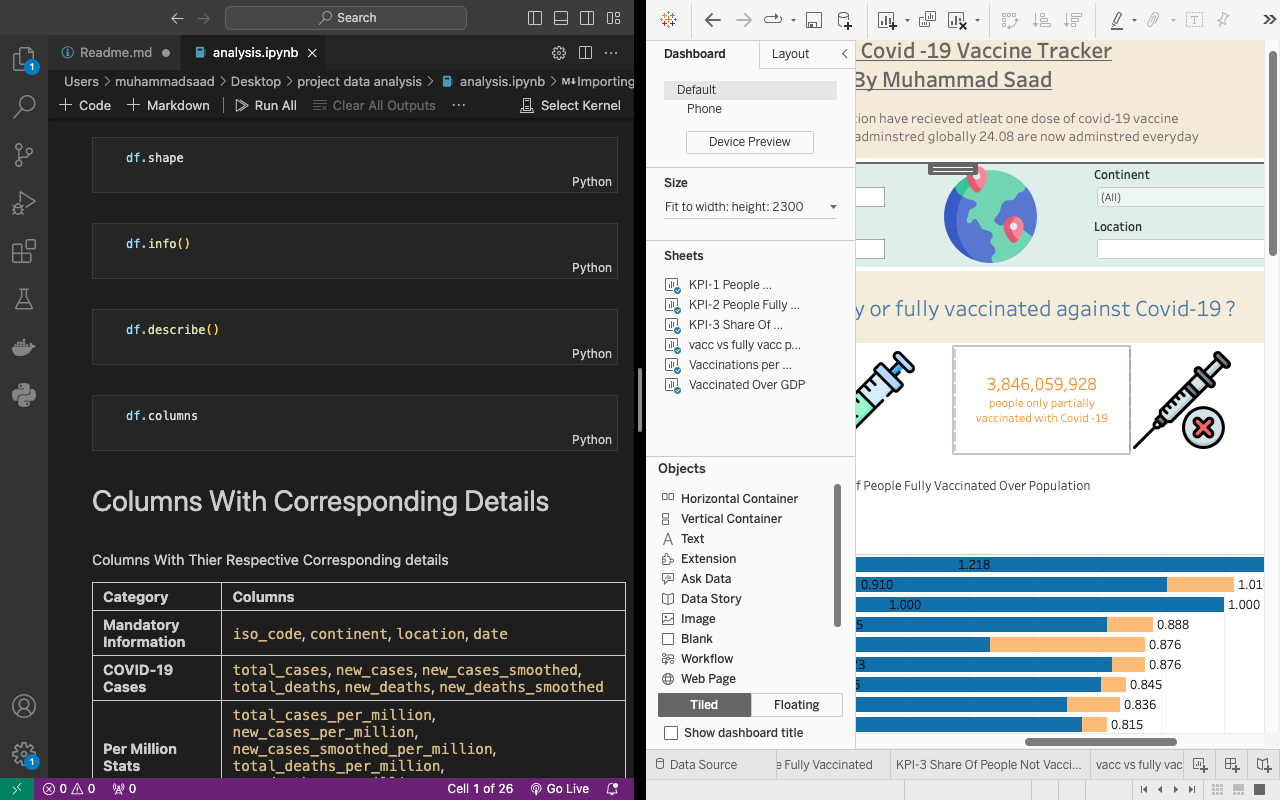 Search
Readme.md
analysis.ipynb
Users > muhammadsaad > Desktop > project data analysis > analysis.ipynb > M↓Importing
+ Code + Markdown Run All Clear All Outputs ... Select Kernel
1
df.shape
Python
df.info()
Python
df.describe()
Python
df.columns
Python
Columns With Corresponding Details
Columns With Thier Respective Corresponding details
Category Columns
Mandatory Information iso_code, continent, location, date
COVID-19 Cases total_cases, new_cases, new_cases_smoothed,
total_deaths, new_deaths, new_deaths_smoothed
Per Million Stats total_cases_per_million,
new_cases_per_million,
new_cases_smoothed_per_million,
total_deaths_per_million,
1
0 0 0 Cell 1 of 26 Go Live
Dashboard Layout
Default
Phone
Device Preview
Size
Fit to width: height: 2300
Sheets
KPI-1 People ...
KPI-2 People Fully ...
KPI-3 Share Of ...
vacc vs fully vacc p...
Vaccinations per ...
Vaccinated Over GDP
Objects
Horizontal Container
Vertical Container
Text
Extension
Ask Data
Data Story
Image
Blank
Workflow
Web Page
Tiled Floating
Show dashboard title
Covid -19 Vaccine Tracker
By Muhammad Saad
tion have recieved atleat one dose of covid-19 vaccine
adminstred globally 24.08 are now adminstred everyday
Continent
(All)
Location
y or fully vaccinated against Covid-19 ?
3,846,059,928
people only partially
vaccinated with Covid -19
f People Fully Vaccinated Over Population
1.218
0.910 1.01
1.000 1.000
5 0.888
0.876
23 0.876
5 0.845
0.836
0.815
Data Source e Fully Vaccinated KPI-3 Share Of People Not Vacci... vacc vs fully vac